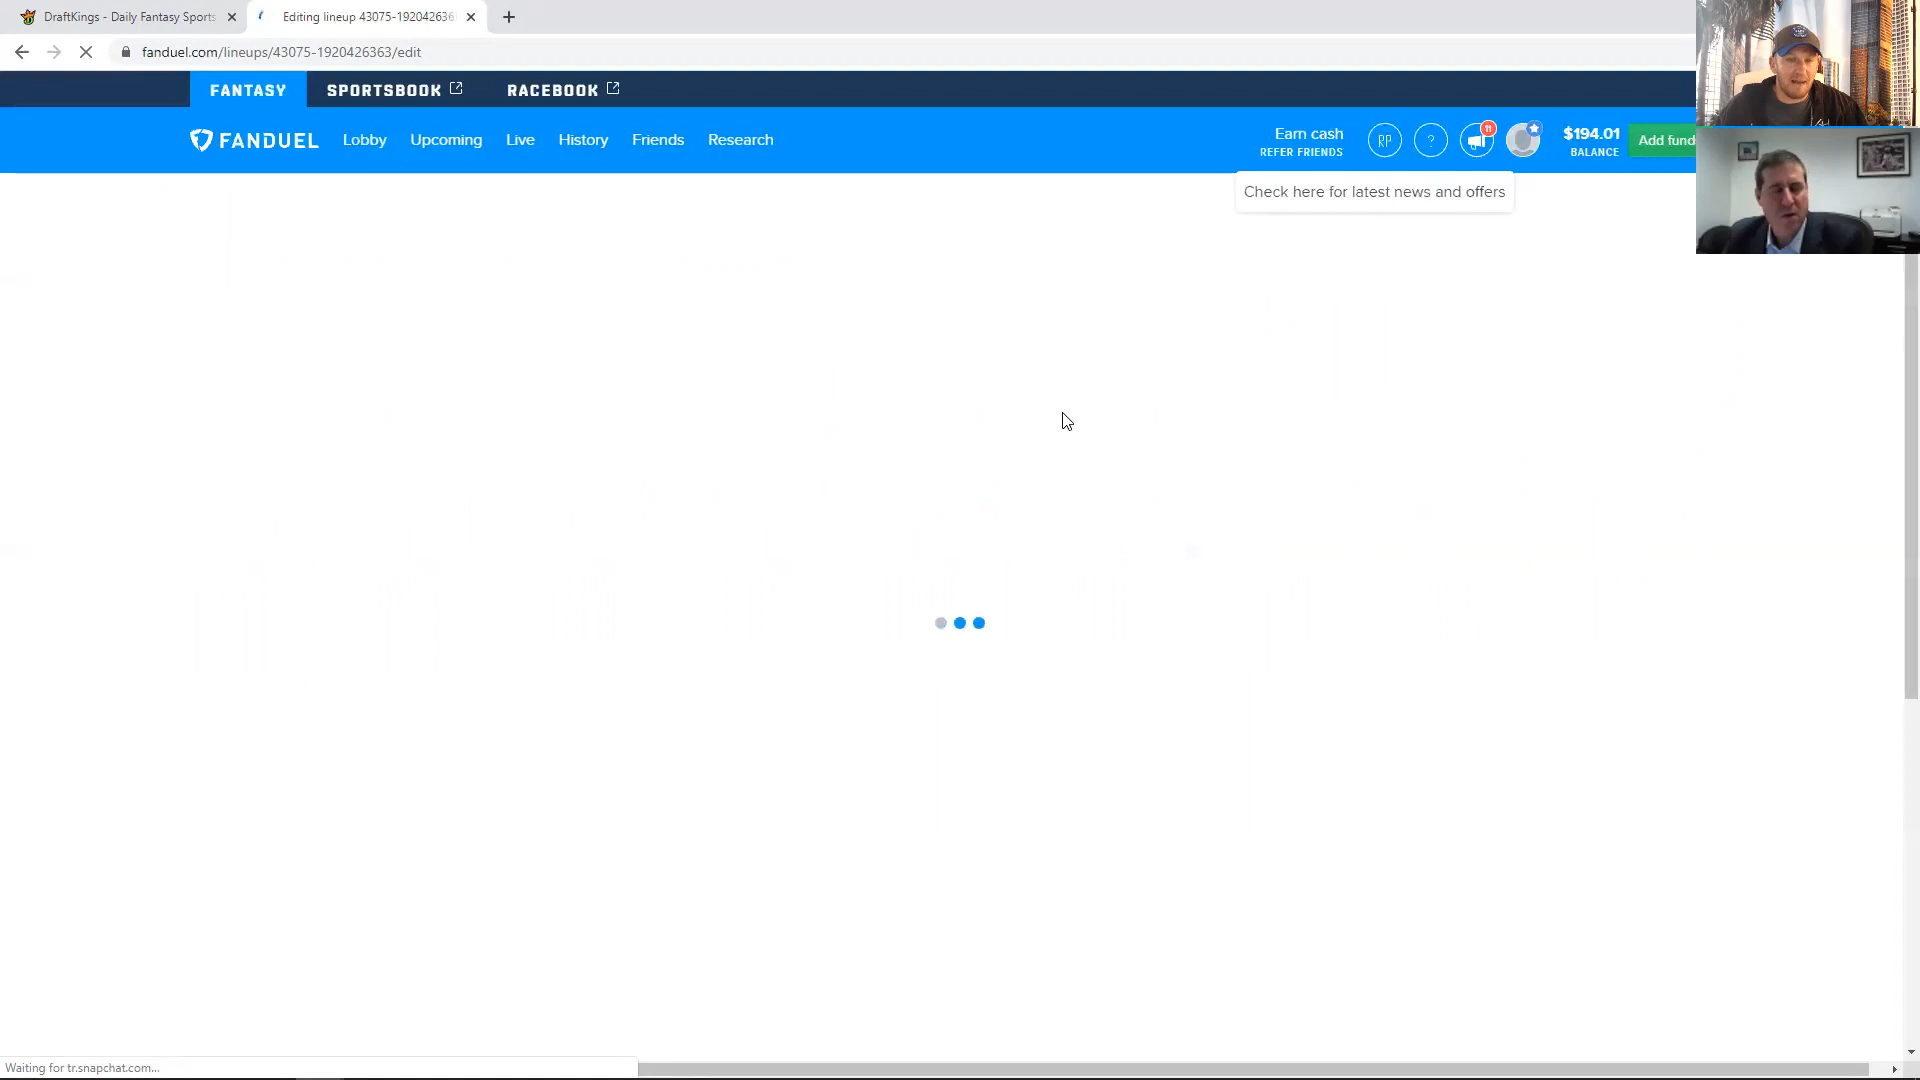 DraftKings - Daily Fantasy Sports
Editing lineup 43075-1920426363
fanduel.com/lineups/43075-1920426363/edit
FANTASY
SPORTSBOOK
RACEBOOK
FANDUEL
Lobby
Upcoming
Live
History
Friends
Research
Earn cash
REFER FRIENDS
RP
?
11
$194.01
BALANCE
Add fund
Check here for latest news and offers
Waiting for tr.snapchat.com...